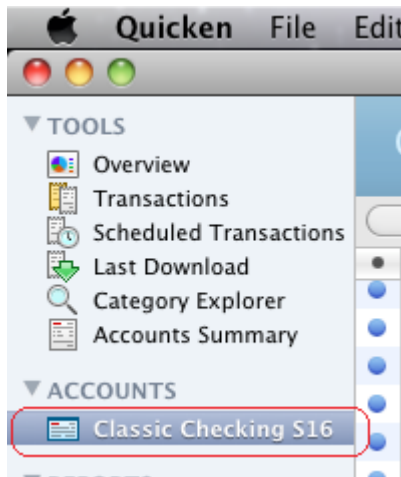 Quicken File Edit
TOOLS
Overview
Transactions
Scheduled Transactions
Last Download
Category Explorer
Accounts Summary
ACCOUNTS
Classic Checking S16